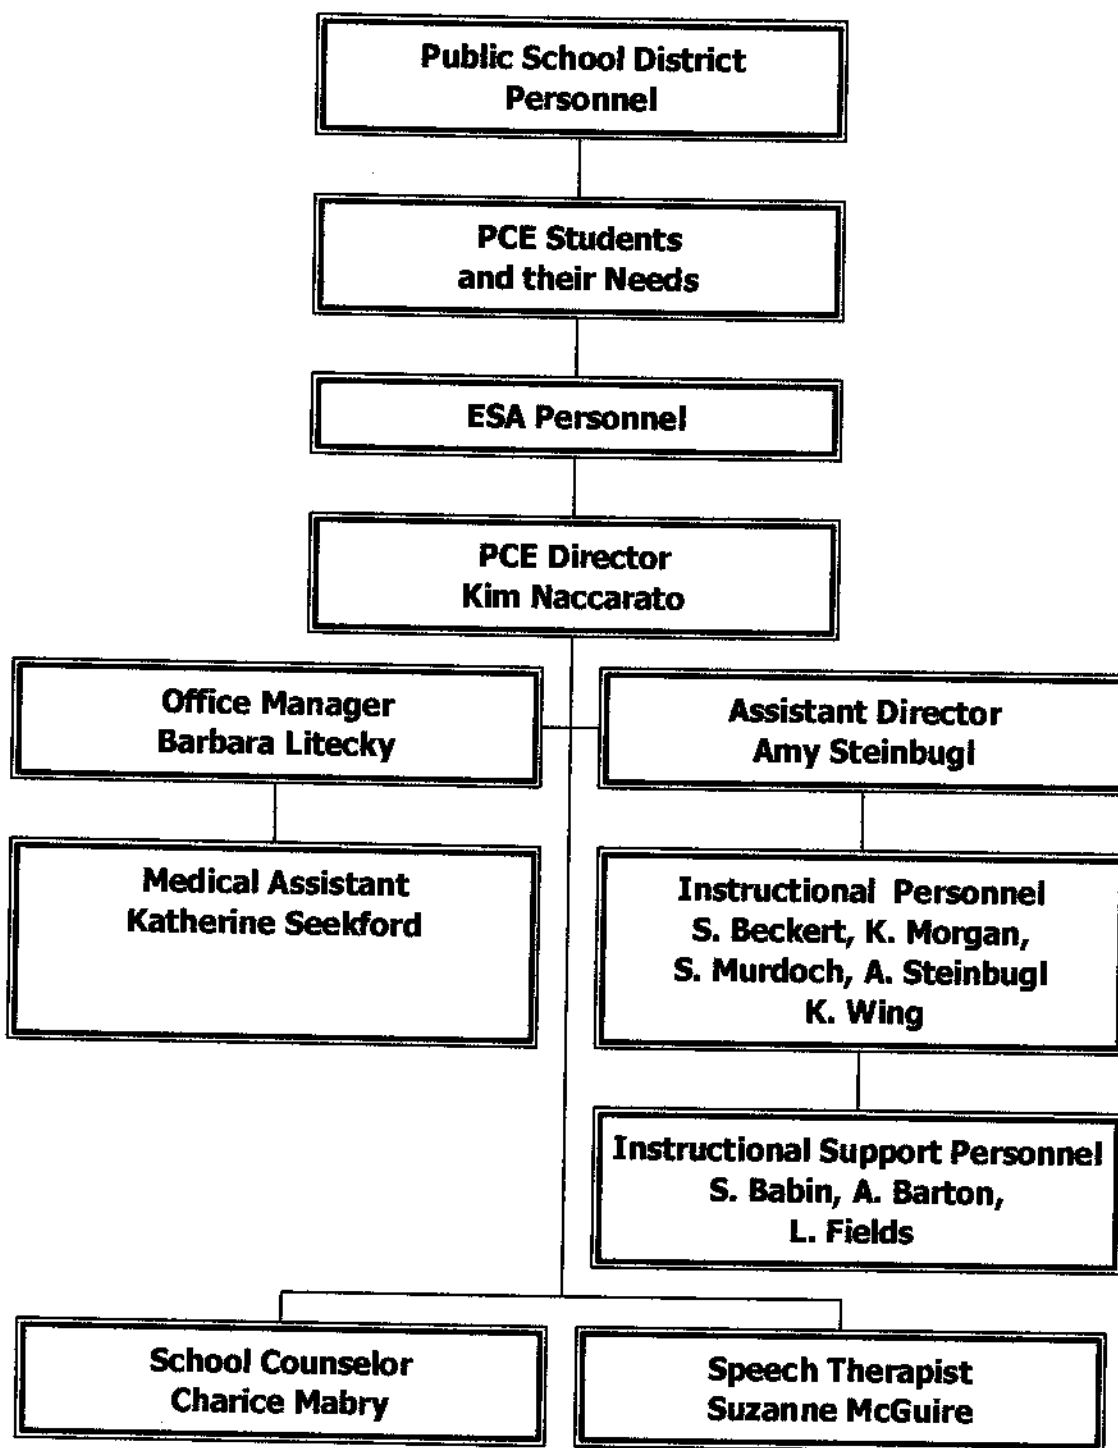 Public School District
Personnel
PCE Students
and their Needs
ESA Personnel
PCE Director
Kim Naccarato
Office Manager
Barbara Litecky
Assistant Director
Amy Steinbugl
Medical Assistant
Katherine Seekford
Instructional Personnel
S. Beckert, K. Morgan,
S. Murdoch, A. Steinbugl
K. Wing
Instructional Support Personnel
S. Babin, A. Barton,
L. Fields
School Counselor
Charice Mabry
Speech Therapist
Suzanne McGuire